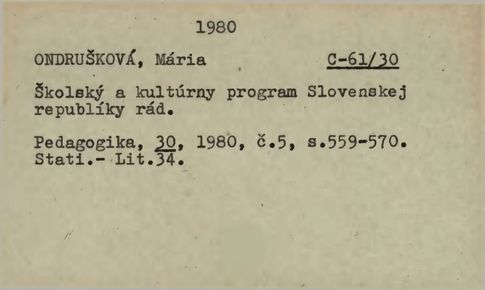 1980
ONDRUŠKOVÁ, Mária C-61/30
Školský a kultúrny program Slovenskej
republíky rád.
Pedagogika, 30, 1980, č.5, s.559-570.
Stati.- Lit.34.